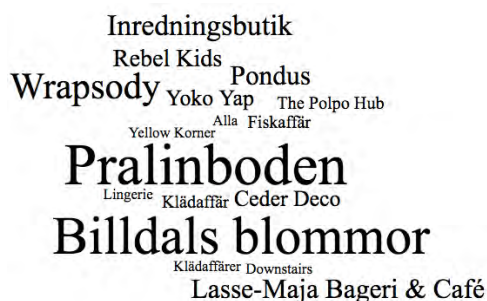 Inredningsbutik
Rebel Kids
Wrapsody Pondus
Yoko Yap The Polpo Hub
Alla Fiskaffär
Yellow Korner
Pralinboden
Lingerie Klädaffär Ceder Deco
Billdals blommor
Klädaffärer Downstairs
Lasse-Maja Bageri & Café